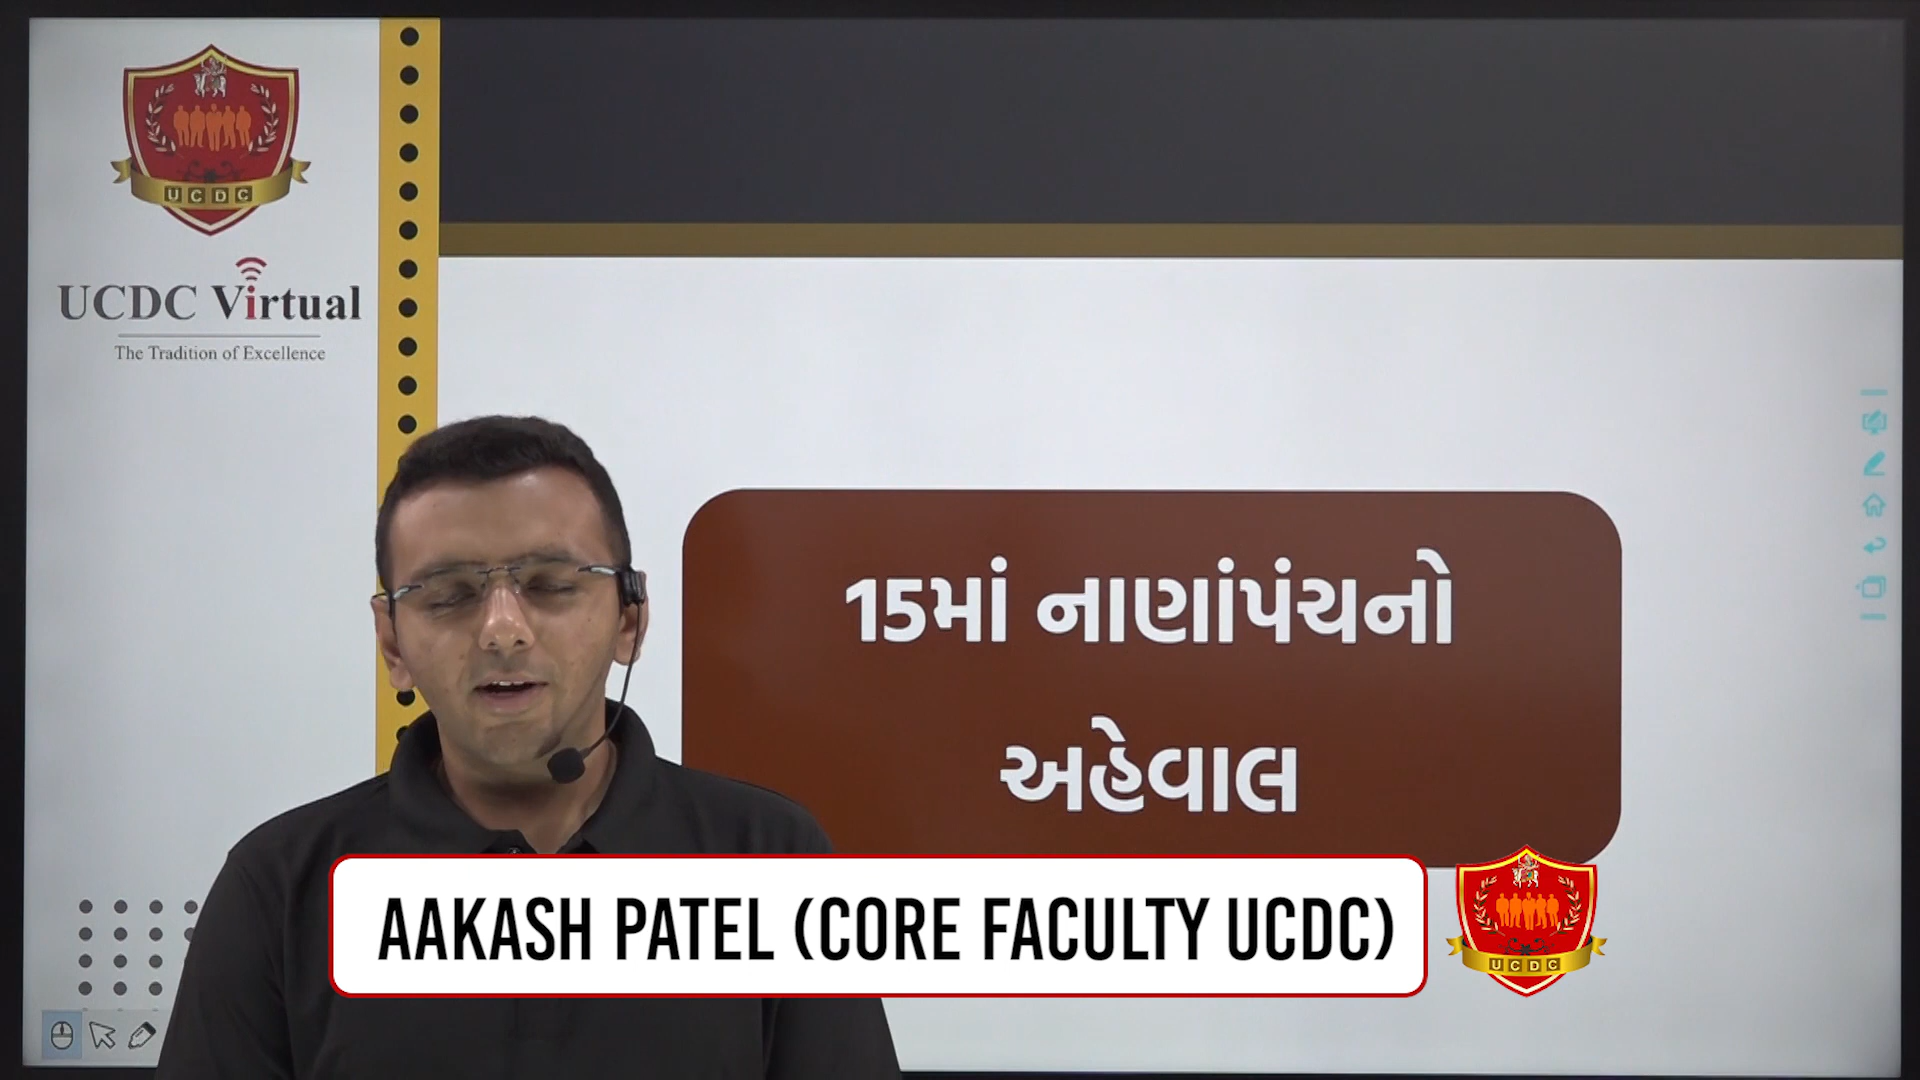 UCDC
UCDC Virtual
The Tradition of Excellence
15માં નાણાંપંચનો
અહેવાલ
AAKASH PATEL (CORE FACULTY UCDC)
UCDC